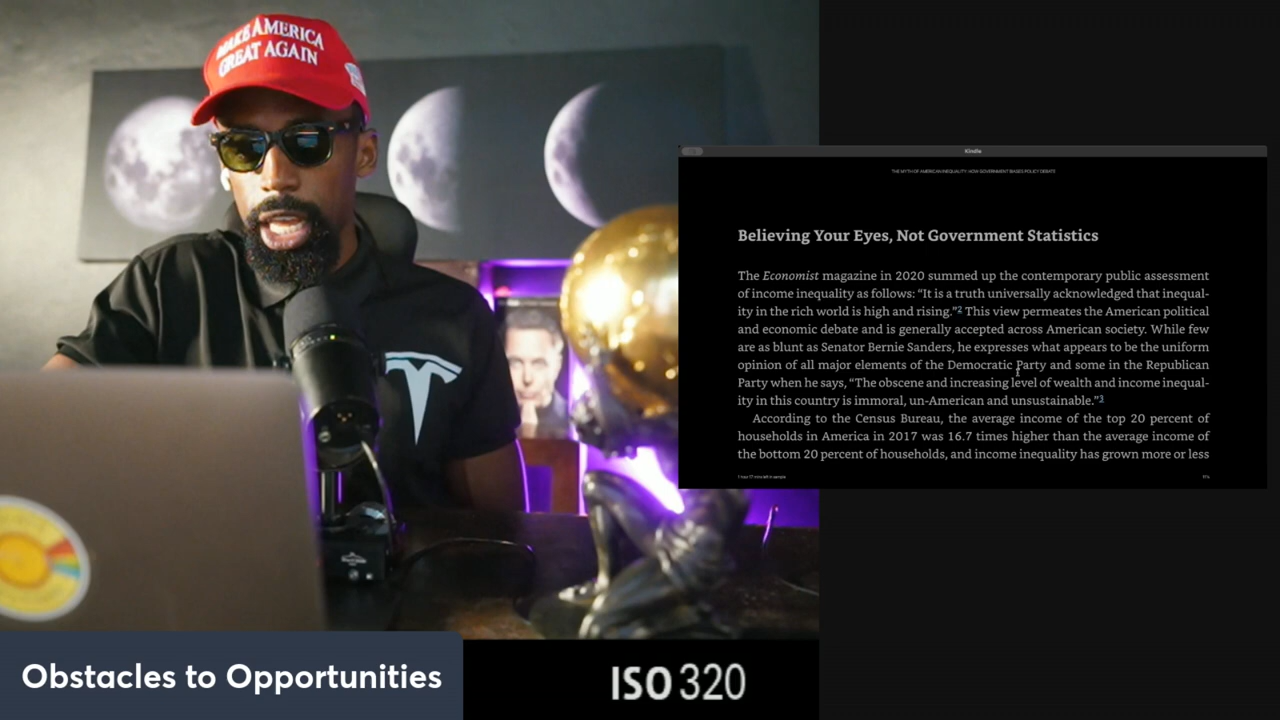 MAKE AMERICA
GREAT AGAIN
Kindle
THE MYTH OF AMERICAN INEQUALITY: HOW GOVERNMENT BIASES POLICY DEBATE
Believing Your Eyes, Not Government Statistics
The Economist magazine in 2020 summed up the contemporary public assessment
of income inequality as follows: “It is a truth universally acknowledged that inequal-
ity in the rich world is high and rising.”2 This view permeates the American political
and economic debate and is generally accepted across American society. While few
are as blunt as Senator Bernie Sanders, he expresses what appears to be the uniform
opinion of all major elements of the Democratic Party and some in the Republican
Party when he says, “The obscene and increasing level of wealth and income inequal-
ity in this country is immoral, un-American and unsustainable.”3
According to the Census Bureau, the average income of the top 20 percent of
households in America in 2017 was 16.7 times higher than the average income of
the bottom 20 percent of households, and income inequality has grown more or less
1 hour 17 mins left in sample
Obstacles to Opportunities
ISO 320